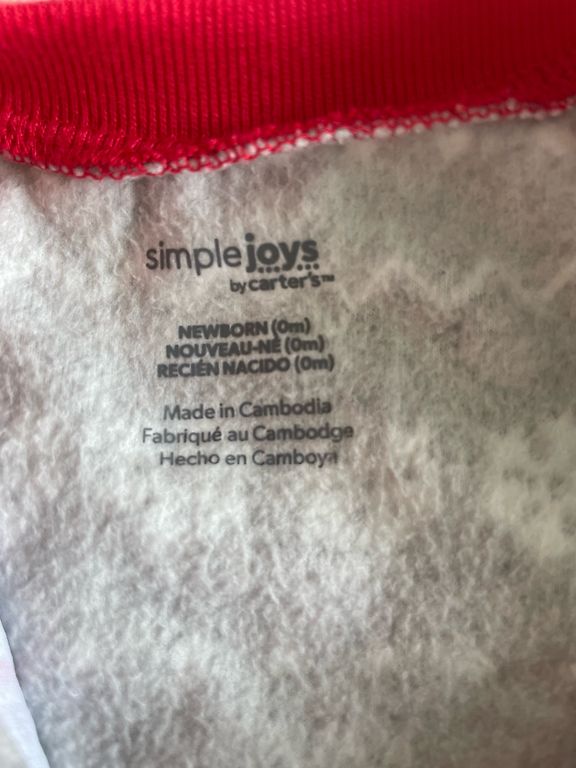 simple joys
by carter's™
NEWBORN (0m)
NOUVEAU-NÉ (0m)
RECIÉN NACIDO (0m)
Made in Cambodia
Fabriqué au Cambodge
Hecho en Camboya